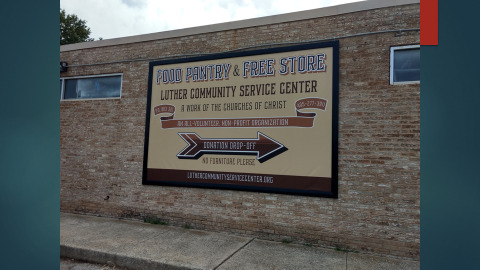 FOOD PANTRY & FREE STORE
LUTHER COMMUNITY SERVICE CENTER
A WORK OF THE CHURCHES OF CHRIST
AN ALL-VOLUNTEER, NON-PROFIT ORGANIZATION
DONATION DROP-OFF
NO FURNITURE PLEASE
LUTHERCOMMUNITYSERVICECENTER.ORG